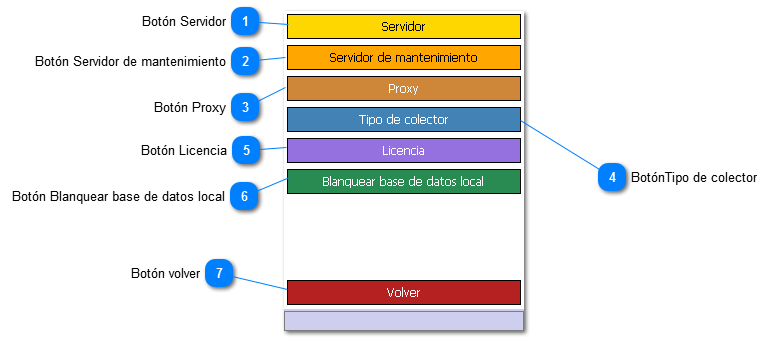 Botón Servidor 1 Servidor
Botón Servidor de mantenimiento 2 Servidor de mantenimiento
Botón Proxy 3 Proxy
Tipo de colector 4 BotónTipo de colector
Botón Licencia 5 Licencia
Botón Blanquear base de datos local 6 Blanquear base de datos local
Botón volver 7 Volver